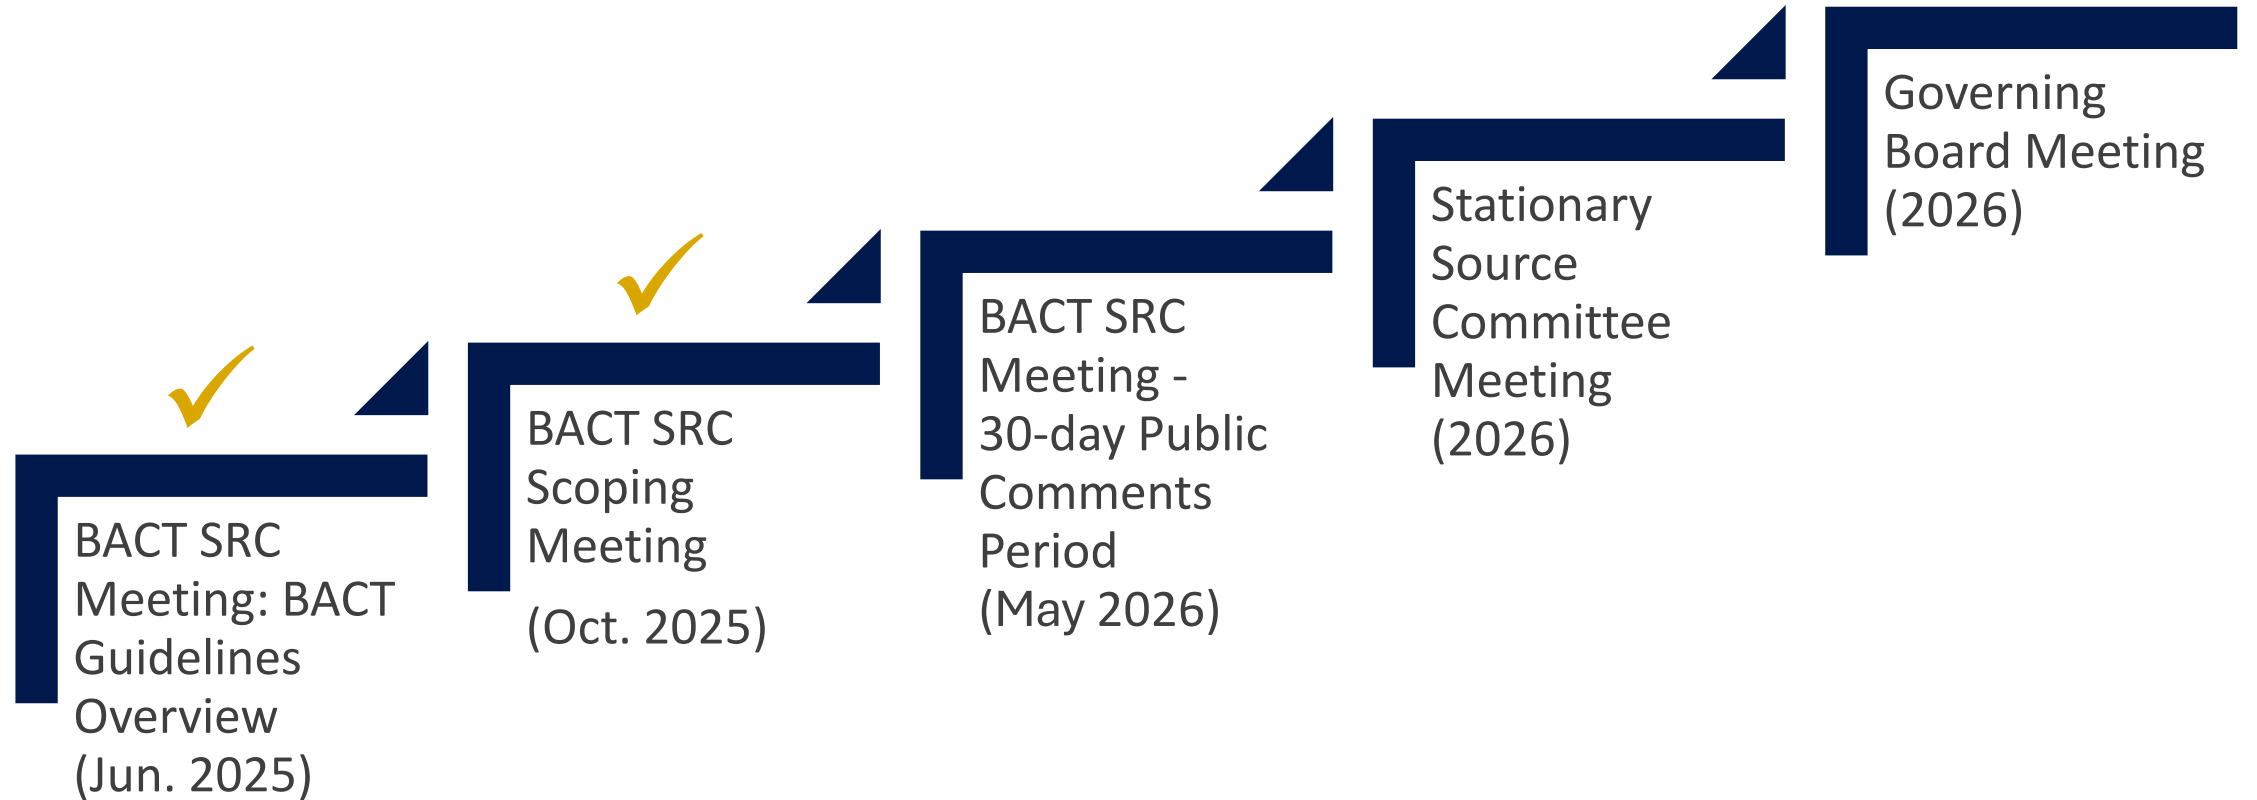 BACT SRC
Meeting: BACT
Guidelines
Overview
(Jun. 2025)
BACT SRC
Scoping
Meeting
(Oct. 2025)
BACT SRC
Meeting -
30-day Public
Comments
Period
(May 2026)
Stationary
Source
Committee
Meeting
(2026)
Governing
Board Meeting
(2026)